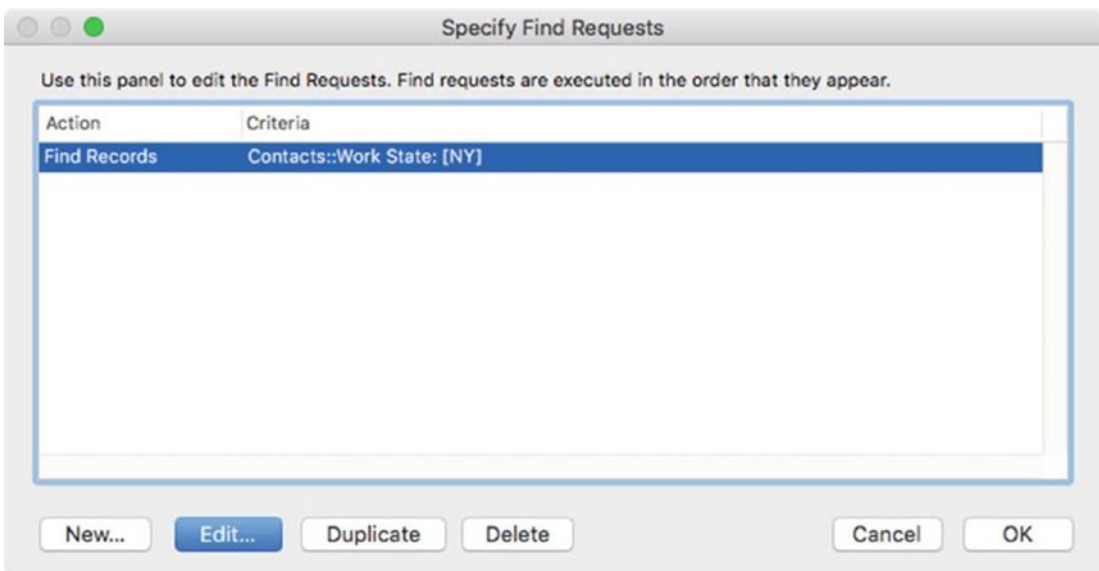 Specify Find Requests
Use this panel to edit the Find Requests. Find requests are executed in the order that they appear.
Action Criteria
Find Records Contacts::Work State: [NY]
New... Edit... Duplicate Delete Cancel OK